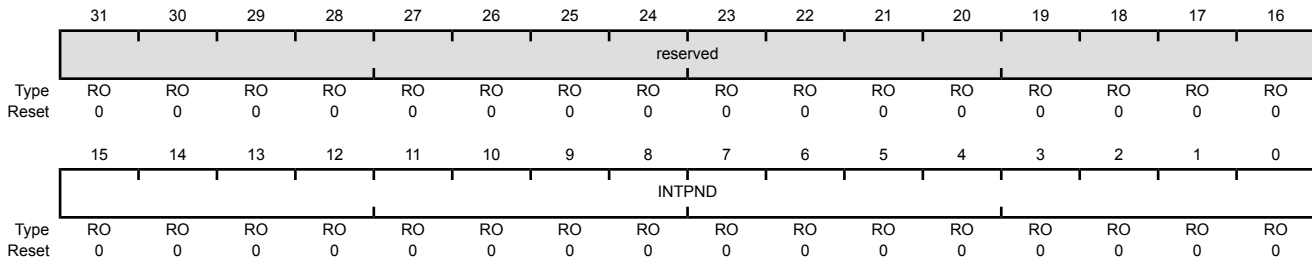 31 30 29 28 27 26 25 24 23 22 21 20 19 18 17 16
reserved
Type RO RO RO RO RO RO RO RO RO RO RO RO RO RO RO RO
Reset 0 0 0 0 0 0 0 0 0 0 0 0 0 0 0 0
15 14 13 12 11 10 9 8 7 6 5 4 3 2 1 0
INTPND
Type RO RO RO RO RO RO RO RO RO RO RO RO RO RO RO RO
Reset 0 0 0 0 0 0 0 0 0 0 0 0 0 0 0 0